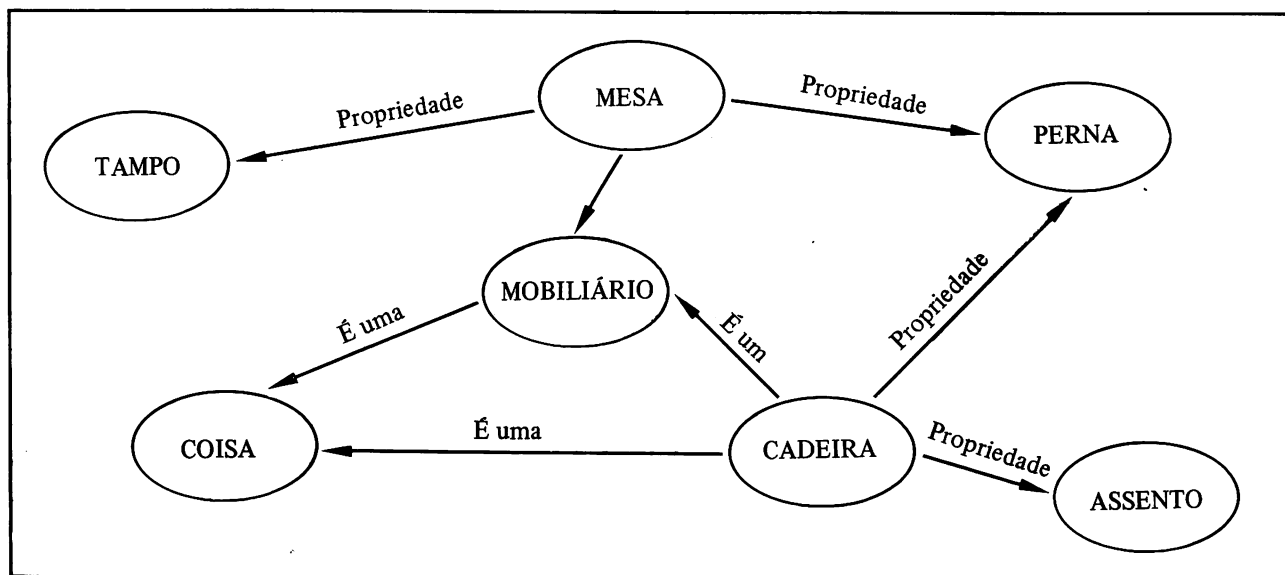 MESA
Propriedade
Propriedade
TAMPO
PERNA
MOBILIÁRIO
É uma
É um
Propriedade
COISA
É uma
CADEIRA
Propriedade
ASSENTO